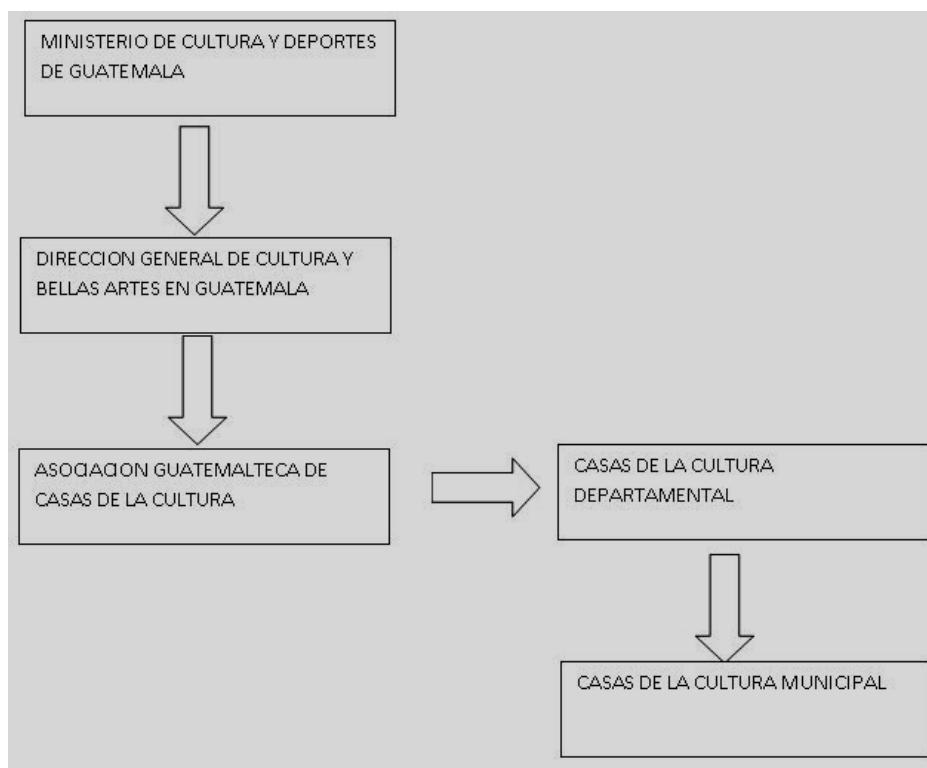 MINISTERIO DE CULTURA Y DEPORTES
DE GUATEMALA
DIRECCION GENERAL DE CULTURA Y
BELLAS ARTES EN GUATEMALA
ASOCIACION GUATEMALTECA DE
CASAS DE LA CULTURA
CASAS DE LA CULTURA
DEPARTAMENTAL
CASAS DE LA CULTURA MUNICIPAL